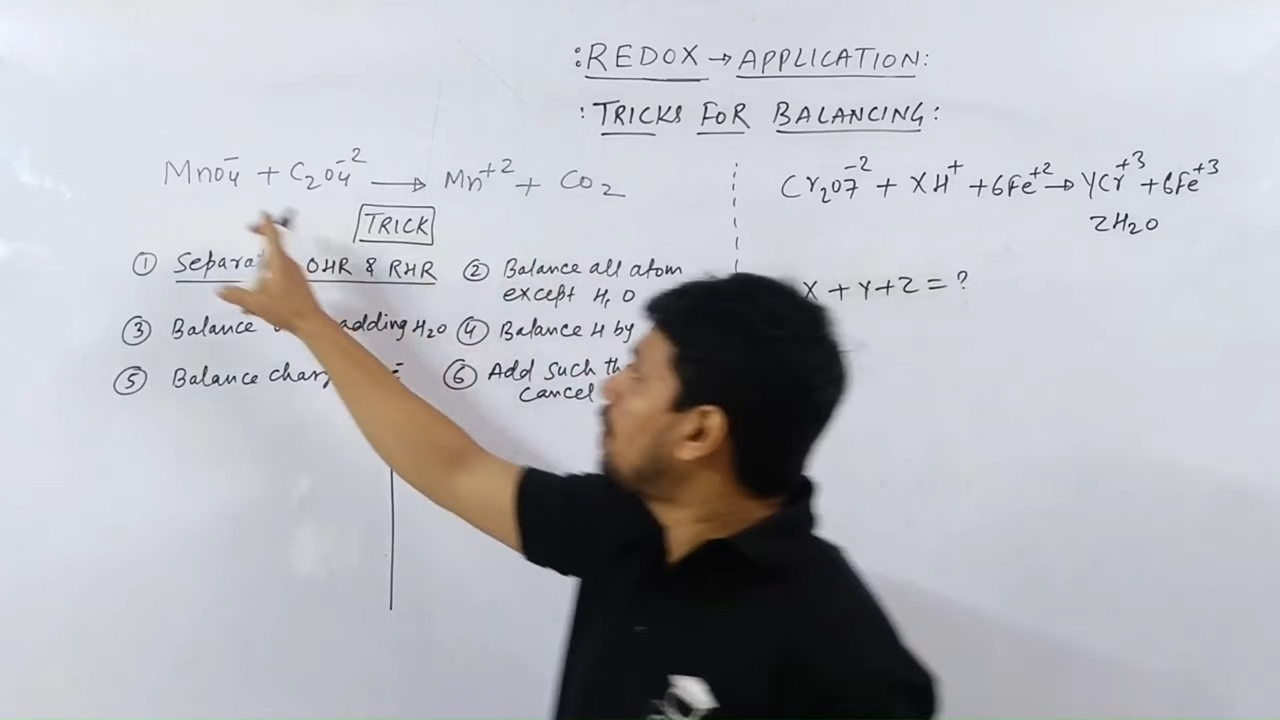 :REDOX → APPLICATION:
: TRICKS FOR BALANCING :
MnO4⁻ + C2O4⁻² → Mn⁺² + CO2
TRICK
① Separat OHR & RHR
② Balance all atom
except H, O
③ Balance adding H2O
④ Balance H by
⑤ Balance
⑥ Add such
cancel
Cr2O7⁻² + XH⁺ + 6Fe⁺² → YCr⁺³ + 6Fe⁺³
ZH2O
X + Y + Z = ?